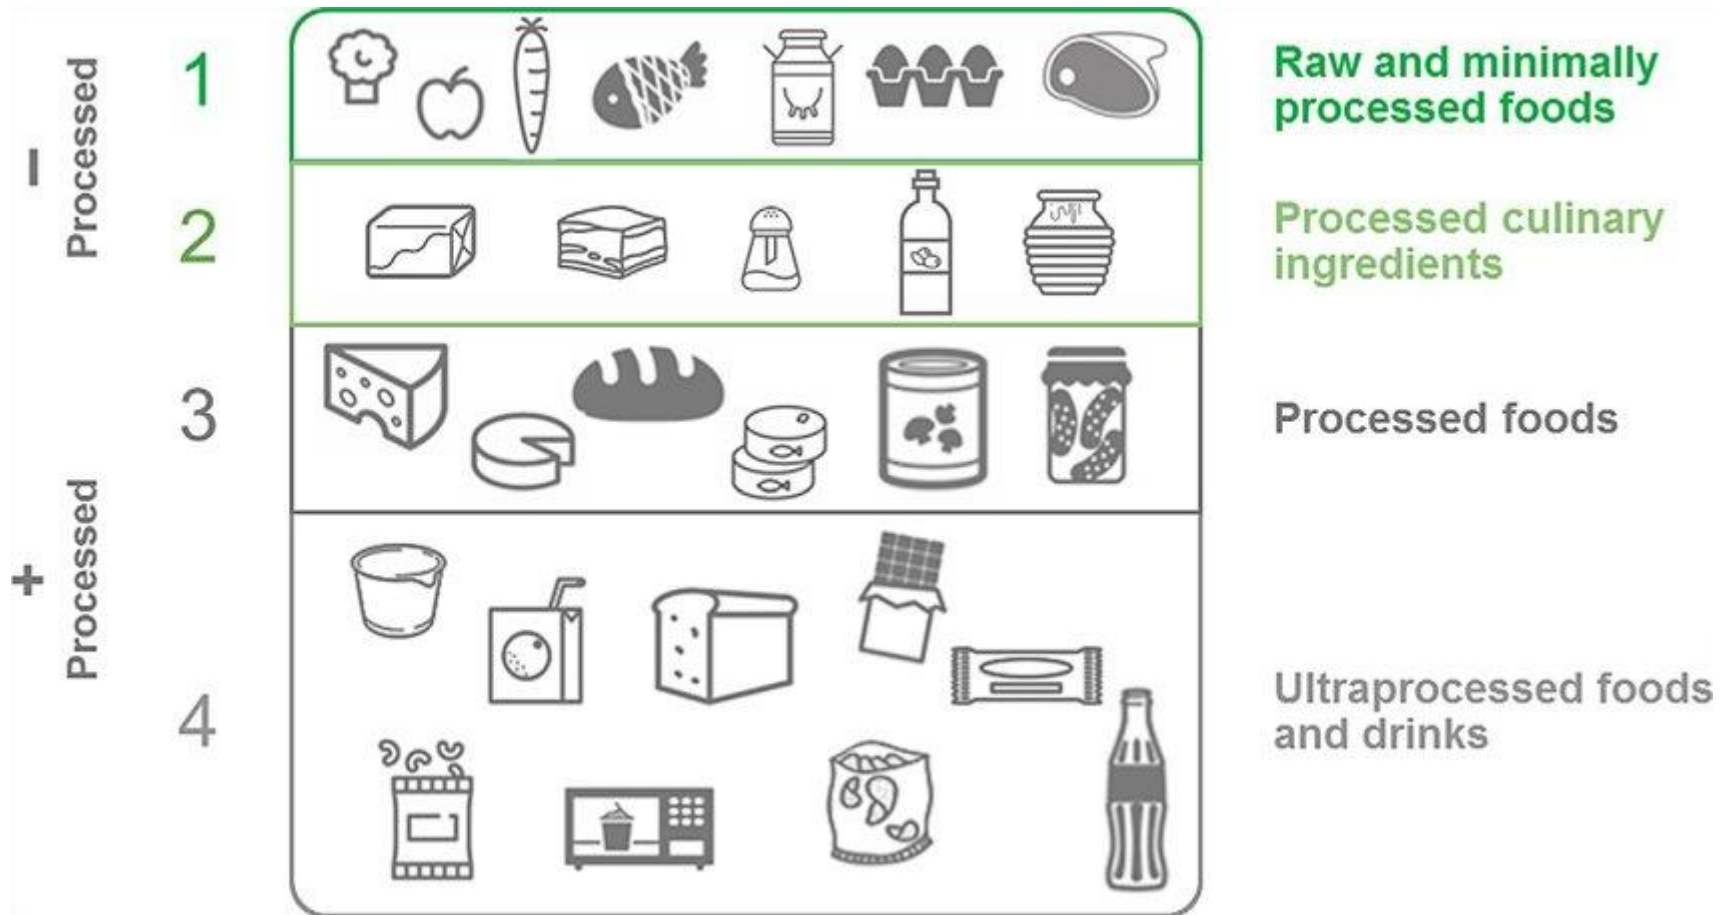 − Processed
1
Raw and minimally
processed foods
2
Processed culinary
ingredients
3
Processed foods
+ Processed
4
Ultraprocessed foods
and drinks